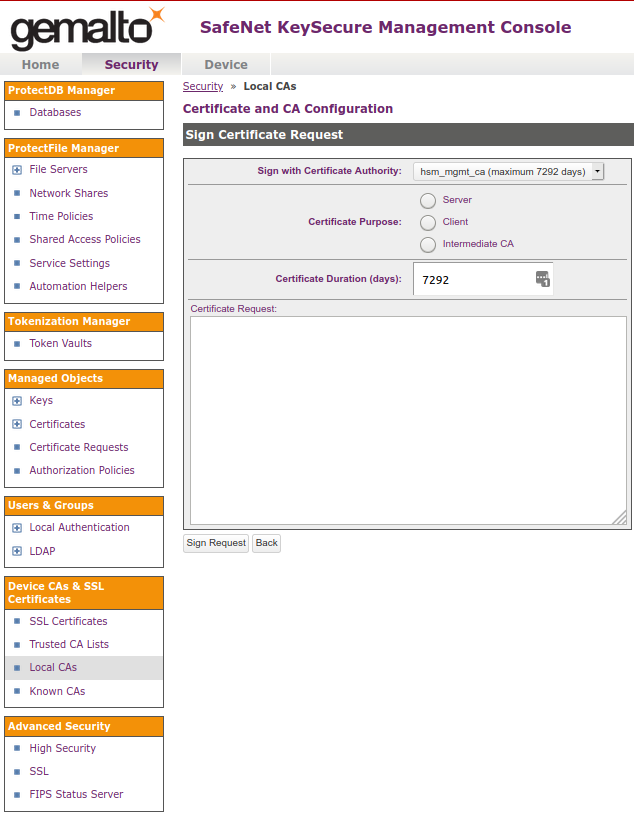 gemalto
SafeNet KeySecure Management Console
Home Security Device
ProtectDB Manager
Databases
ProtectFile Manager
File Servers
Network Shares
Time Policies
Shared Access Policies
Service Settings
Automation Helpers
Tokenization Manager
Token Vaults
Managed Objects
Keys
Certificates
Certificate Requests
Authorization Policies
Users & Groups
Local Authentication
LDAP
Device CAs & SSL
Certificates
SSL Certificates
Trusted CA Lists
Local CAs
Known CAs
Advanced Security
High Security
SSL
FIPS Status Server
Security » Local CAs
Certificate and CA Configuration
Sign Certificate Request
Sign with Certificate Authority: hsm_mgmt_ca (maximum 7292 days)
Certificate Purpose:
Server
Client
Intermediate CA
Certificate Duration (days): 7292 1
Certificate Request:
Sign Request Back